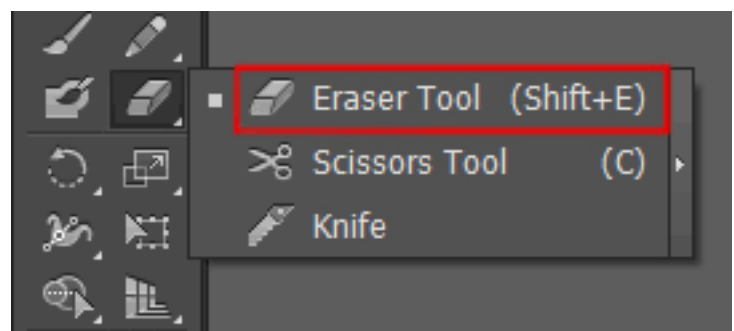 Eraser Tool (Shift+E)
Scissors Tool (C)
Knife